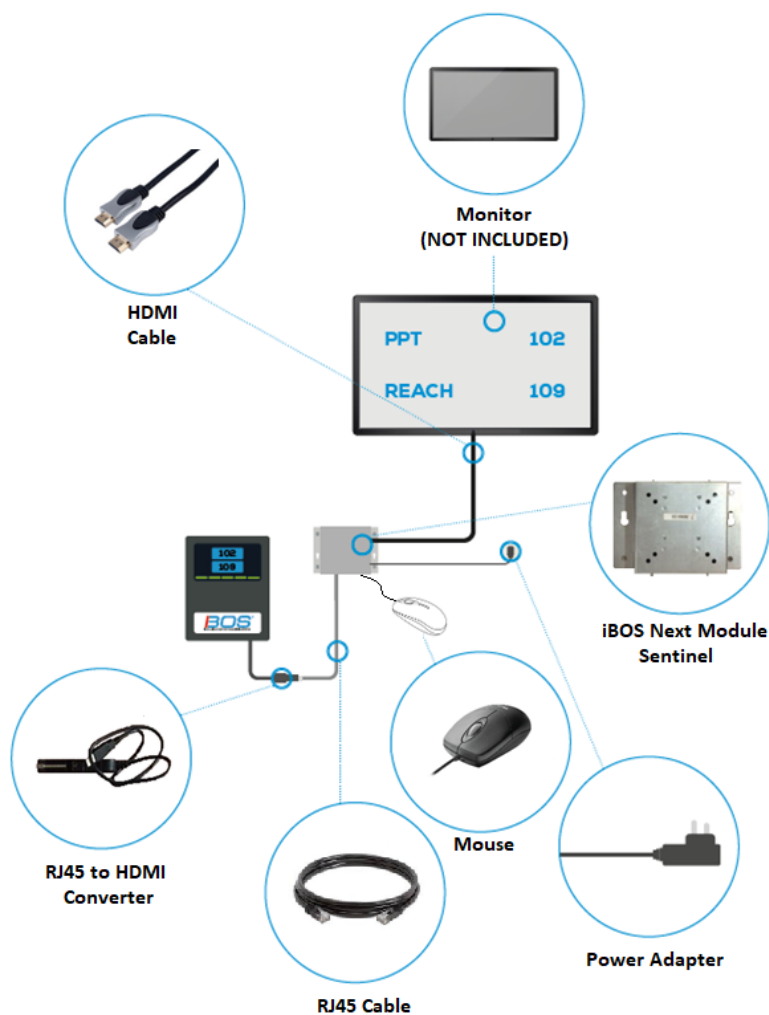 Monitor
(NOT INCLUDED)
HDMI
Cable
PPT 102
REACH 109
102
109
iBOS
iBOS Next Module
Sentinel
RJ45 to HDMI
Converter
Mouse
RJ45 Cable
Power Adapter